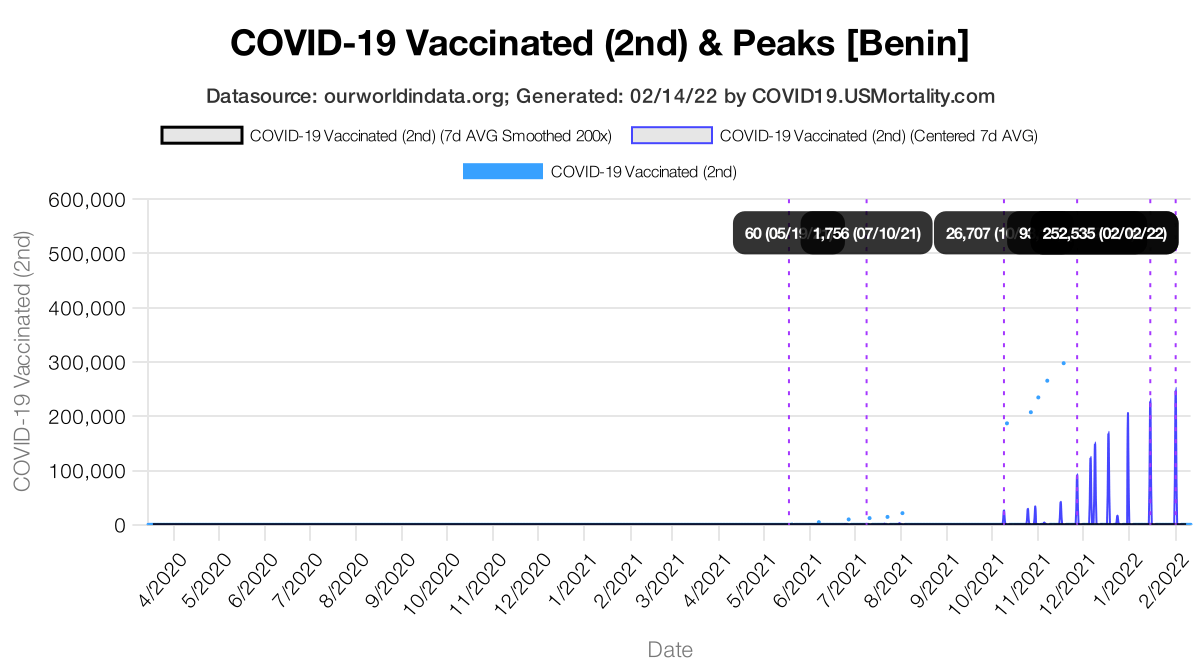 COVID-19 Vaccinated (2nd) & Peaks [Benin]
Datasource: ourworldindata.org; Generated: 02/14/22 by COVID19.USMortality.com
COVID-19 Vaccinated (2nd) (7d AVG Smoothed 200x) COVID-19 Vaccinated (2nd) (Centered 7d AVG)
COVID-19 Vaccinated (2nd)
COVID-19 Vaccinated (2nd)
600,000
500,000
400,000
300,000
200,000
100,000
0
60 (05/19 1,756 (07/10/21) 26,707 (10 93 252,535 (02/02/22)
4/2020 5/2020 6/2020 7/2020 8/2020 9/2020 10/2020 11/2020 12/2020 1/2021 2/2021 3/2021 4/2021 5/2021 6/2021 7/2021 8/2021 10/2021 11/2021 12/2021 1/2022 2/2022
Date